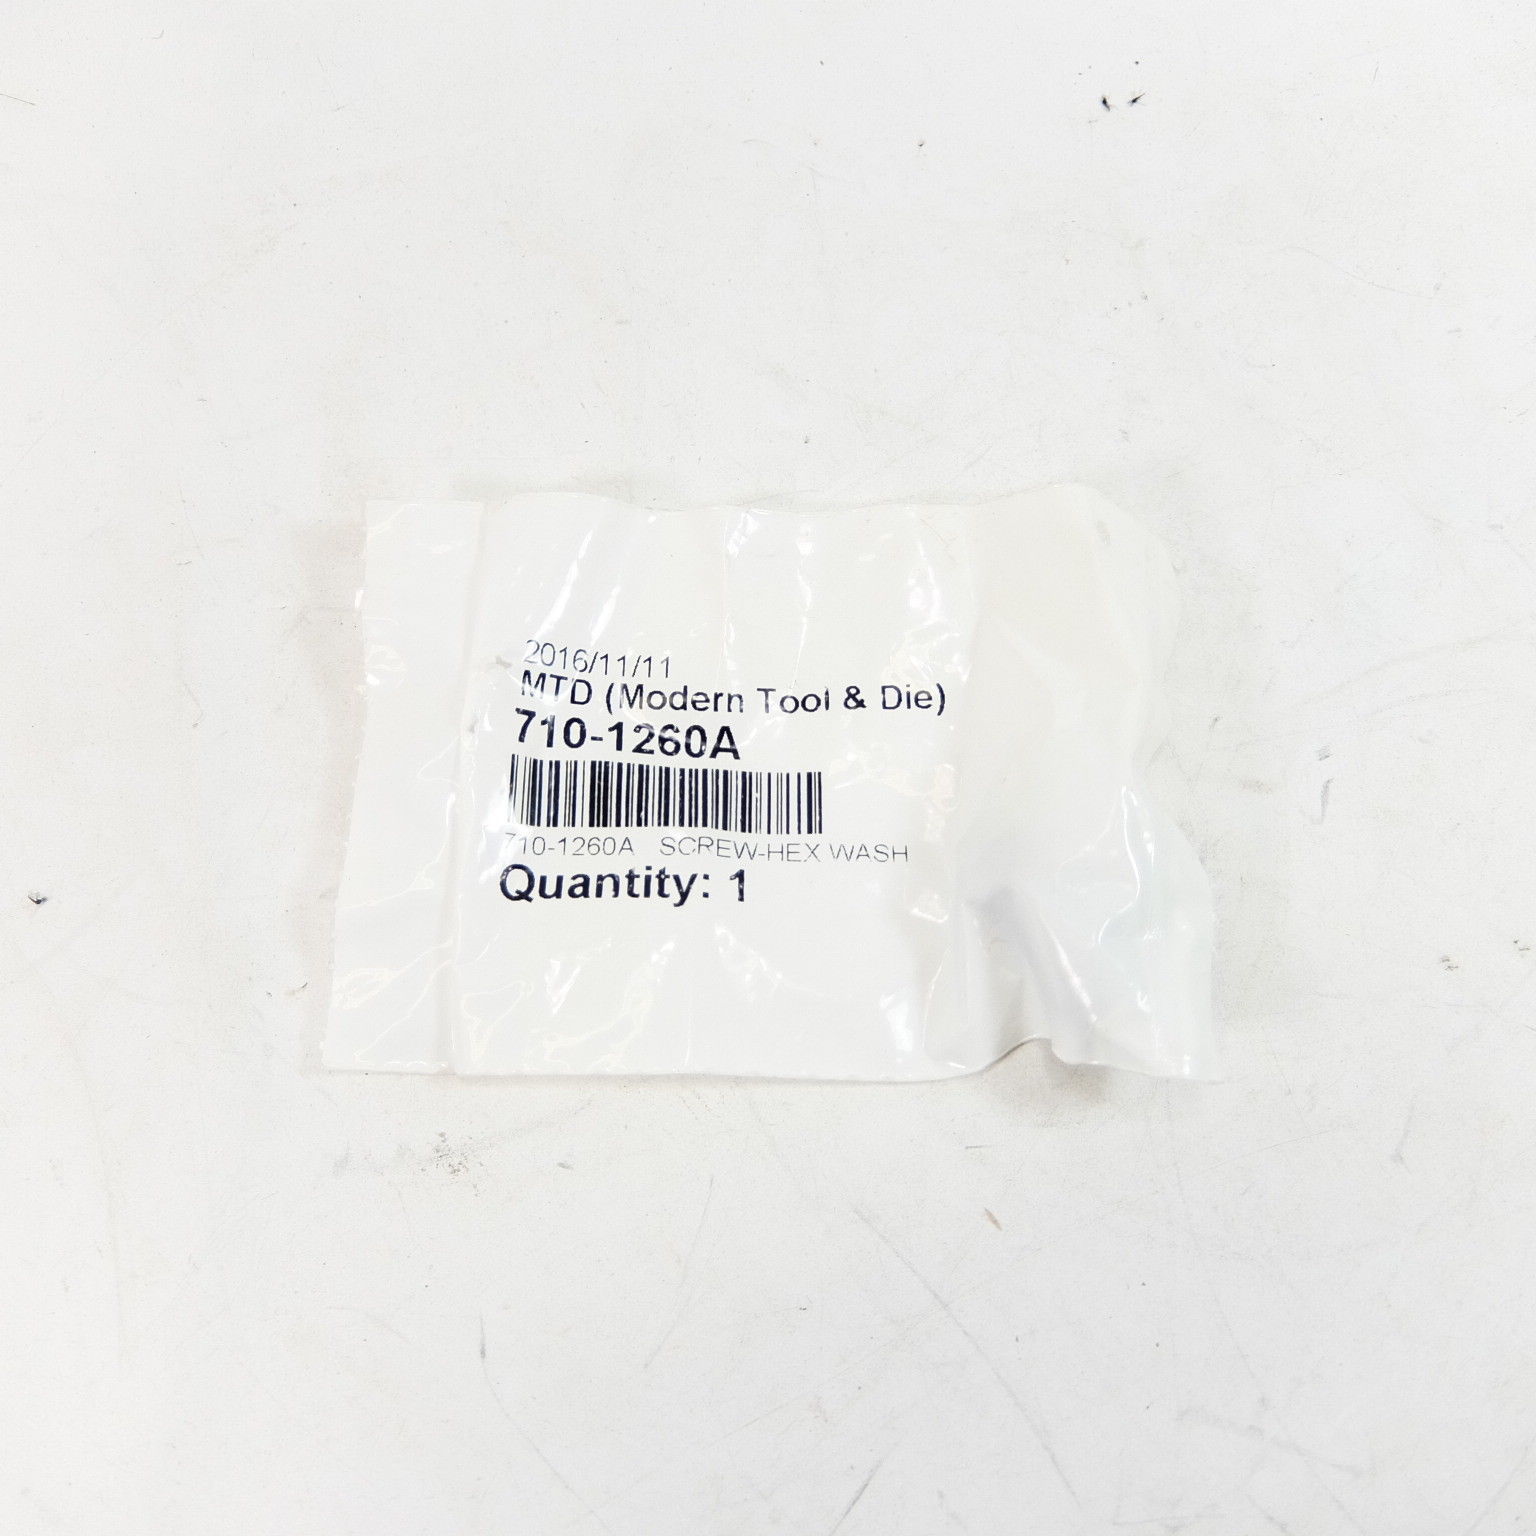 2016/11/11
MTD (Modern Tool & Die)
710-1260A
710-1260A SCREW-HEX WASH
Quantity: 1